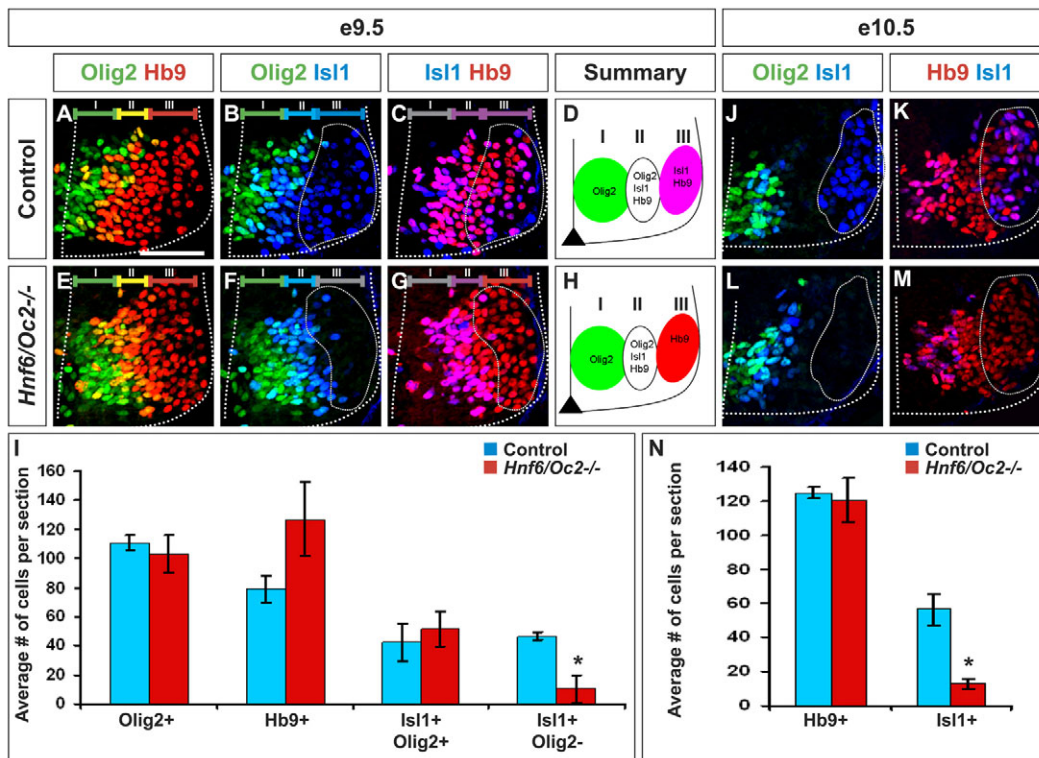 e9.5
e10.5
Olig2 Hb9
Olig2 Isl1
Isl1 Hb9
Summary
Olig2 Isl1
Hb9 Isl1
Control
A
I II III
B
I II III
C
I II III
D
I II III
Olig2
Olig2
Isl1
Hb9
Isl1
Hb9
J
K
Hnf6/Oc2-/-
E
I II III
F
I II III
G
I II III
H
I II III
Olig2
Olig2
Isl1
Hb9
Hb9
L
M
I
Control
Hnf6/Oc2-/-
Average # of cells per section
160
140
120
100
80
60
40
20
0
*
Olig2+
Hb9+
Isl1+
Olig2+
Isl1+
Olig2-
N
Control
Hnf6/Oc2-/-
Average # of cells per section
140
120
100
80
60
40
20
0
*
Hb9+
Isl1+